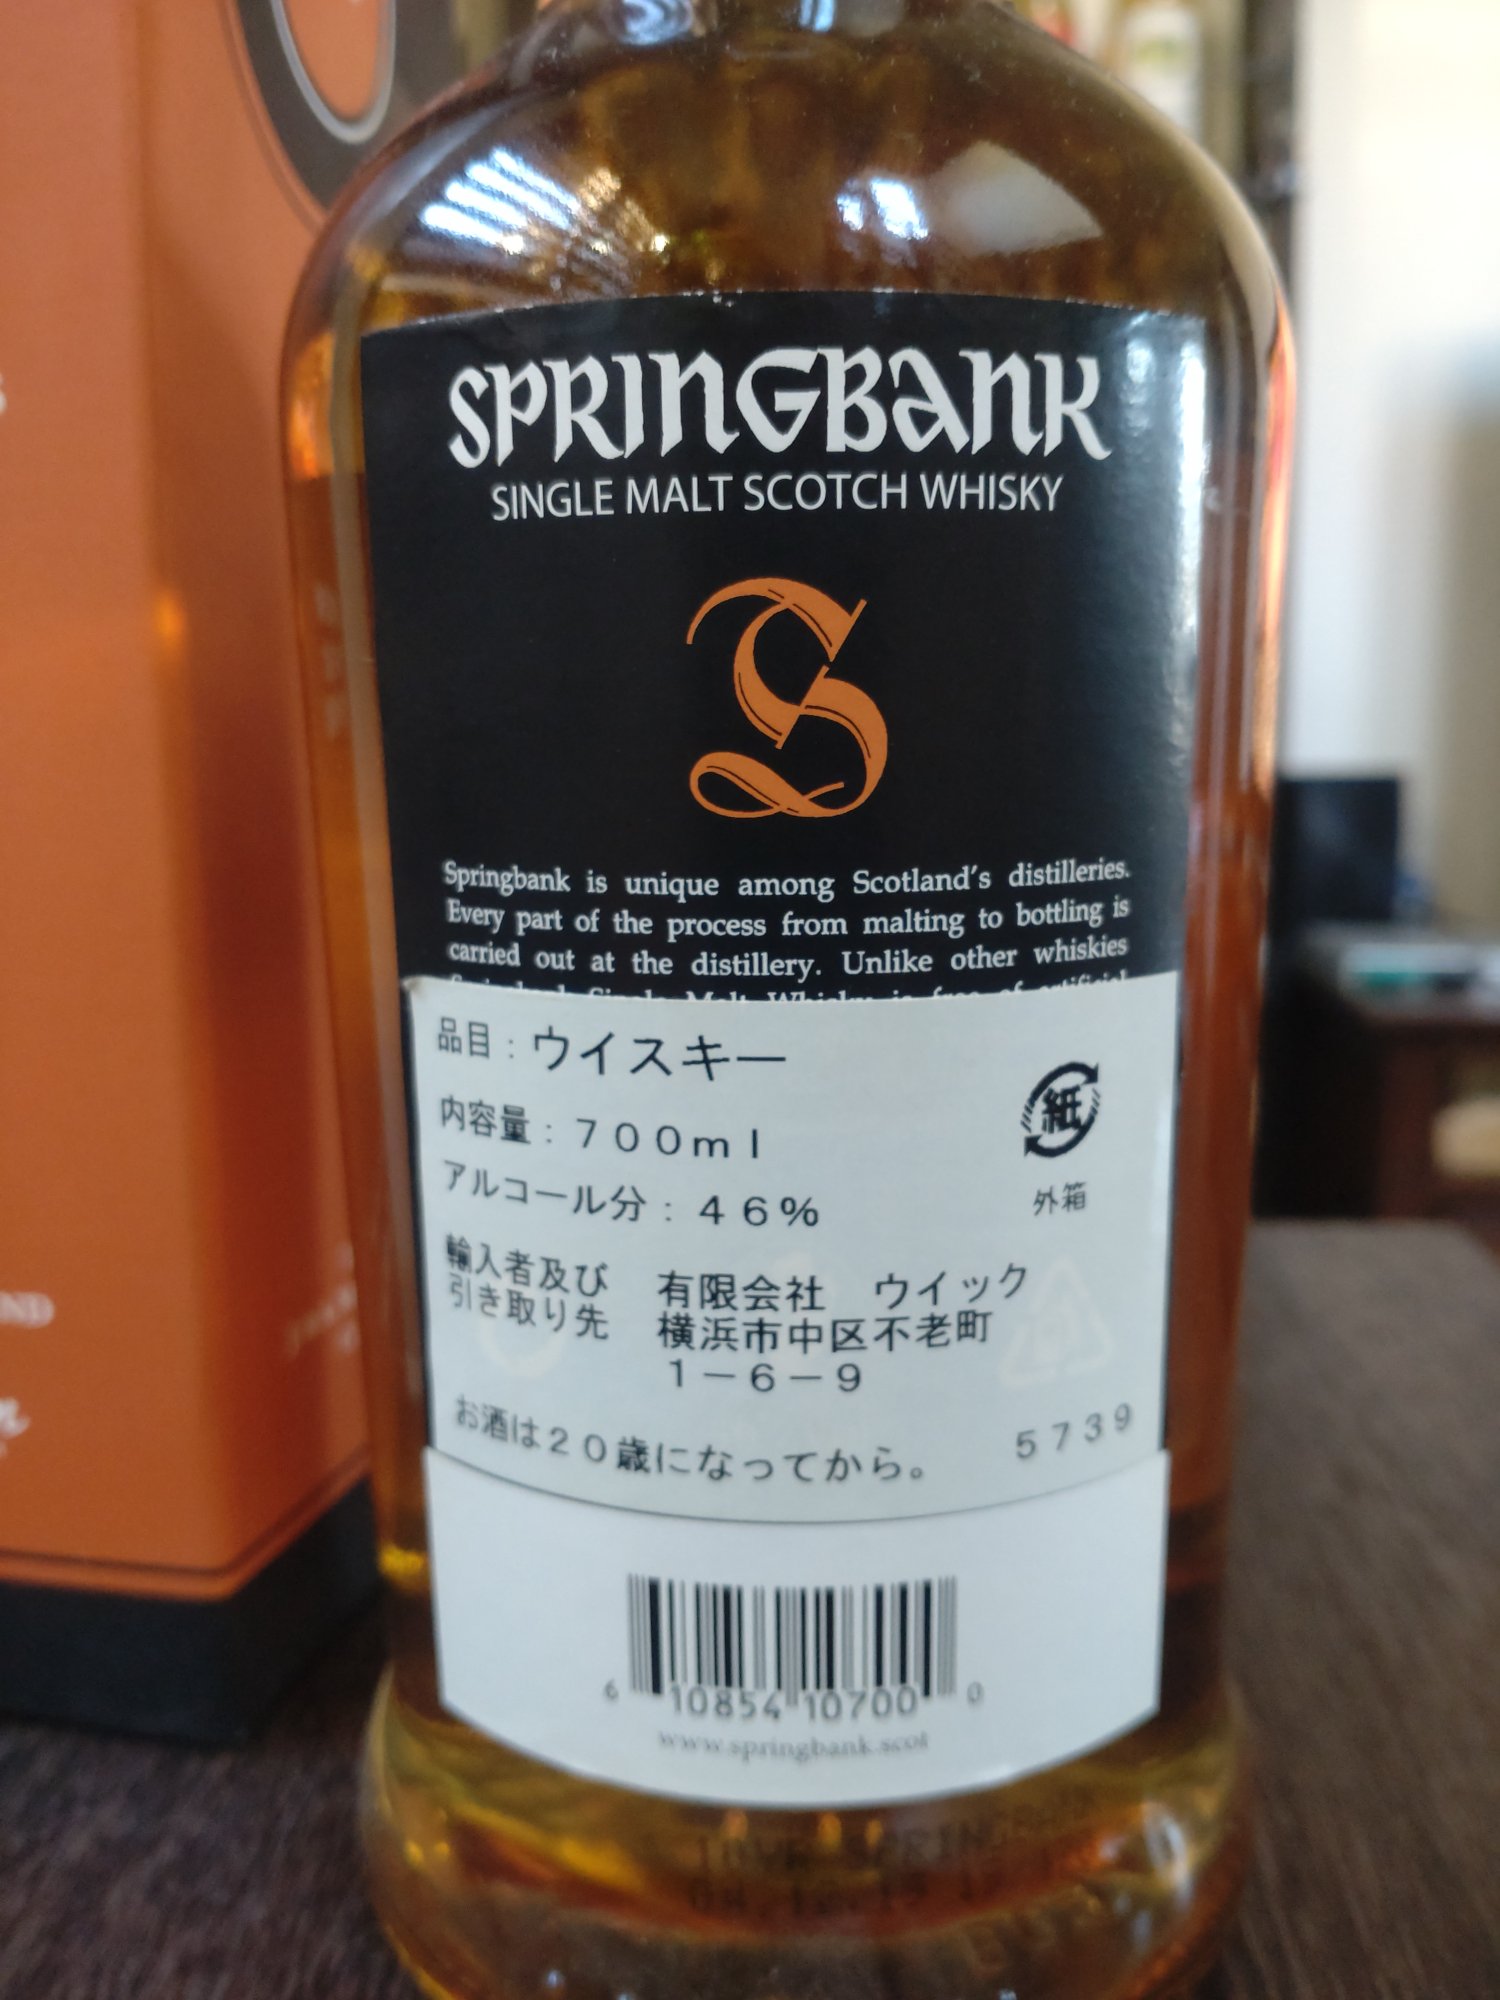 SPRINGBANK
SINGLE MALT SCOTCH WHISKY
Springbank is unique among Scotland's distilleries.
Every part of the process from malting to bottling is
carried out at the distillery. Unlike other whiskies
品目：ウイスキー
内容量：７００ｍｌ
アルコール分：４６％
紙
外箱
輸入者及び
引き取り先
有限会社　ウイック
横浜市中区不老町
１－６－９
お酒は２０歳になってから。
５７３９
6 10854 10700 0
www.springbank.scot